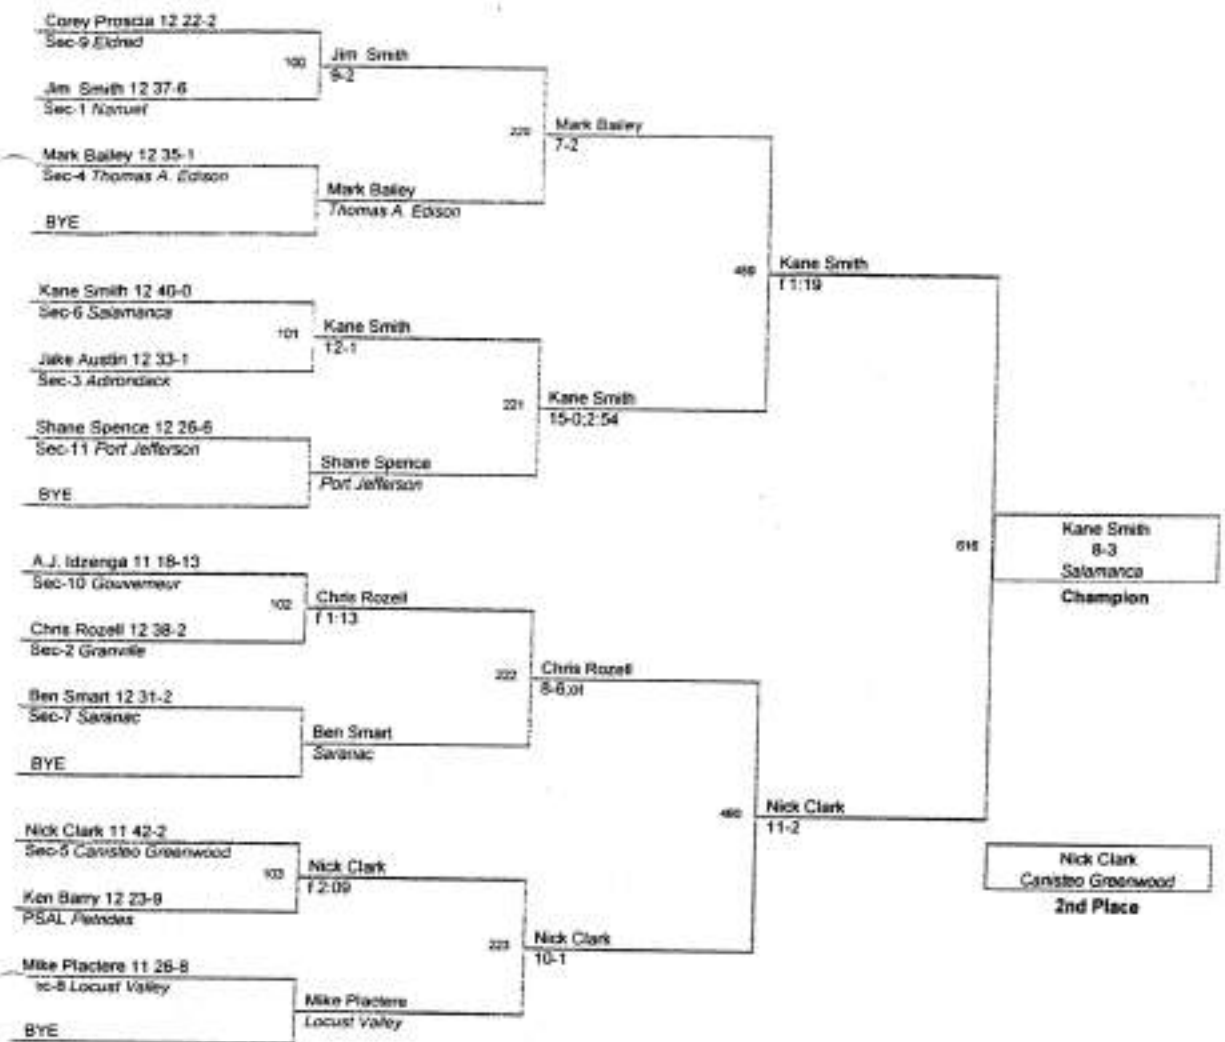 Corey Proscia 12 22-2
Sec-9 Eldred
100
Jim Smith
9-2
Jim Smith 12 37-6
Sec-1 Nanuet
220
Mark Bailey
7-2
Mark Bailey 12 35-1
Sec-4 Thomas A. Edison
Mark Bailey
Thomas A. Edison
BYE
Kane Smith
f 1:19
Kane Smith 12 40-0
Sec-6 Salamanca
101
Kane Smith
12-1
Jake Austin 12 33-1
Sec-3 Adirondack
221
Kane Smith
15-0;2:54
Shane Spence 12 26-6
Sec-11 Port Jefferson
Shane Spence
Port Jefferson
BYE
616
Kane Smith
8-3
Salamanca
Champion
A.J. Idzenga 11 18-13
Sec-10 Gouverneur
102
Chris Rozell
f 1:13
Chris Rozell 12 38-2
Sec-2 Granville
222
Chris Rozell
8-6;ot
Ben Smart 12 31-2
Sec-7 Saranac
Ben Smart
Saranac
BYE
Nick Clark
11-2
Nick Clark 11 42-2
Sec-5 Canisteo Greenwood
103
Nick Clark
f 2:09
Nick Clark
Canisteo Greenwood
2nd Place
Ken Barry 12 23-9
PSAL Petrides
223
Nick Clark
10-1
Mike Plactere 11 26-8
ec-8 Locust Valley
Mike Plactere
Locust Valley
BYE